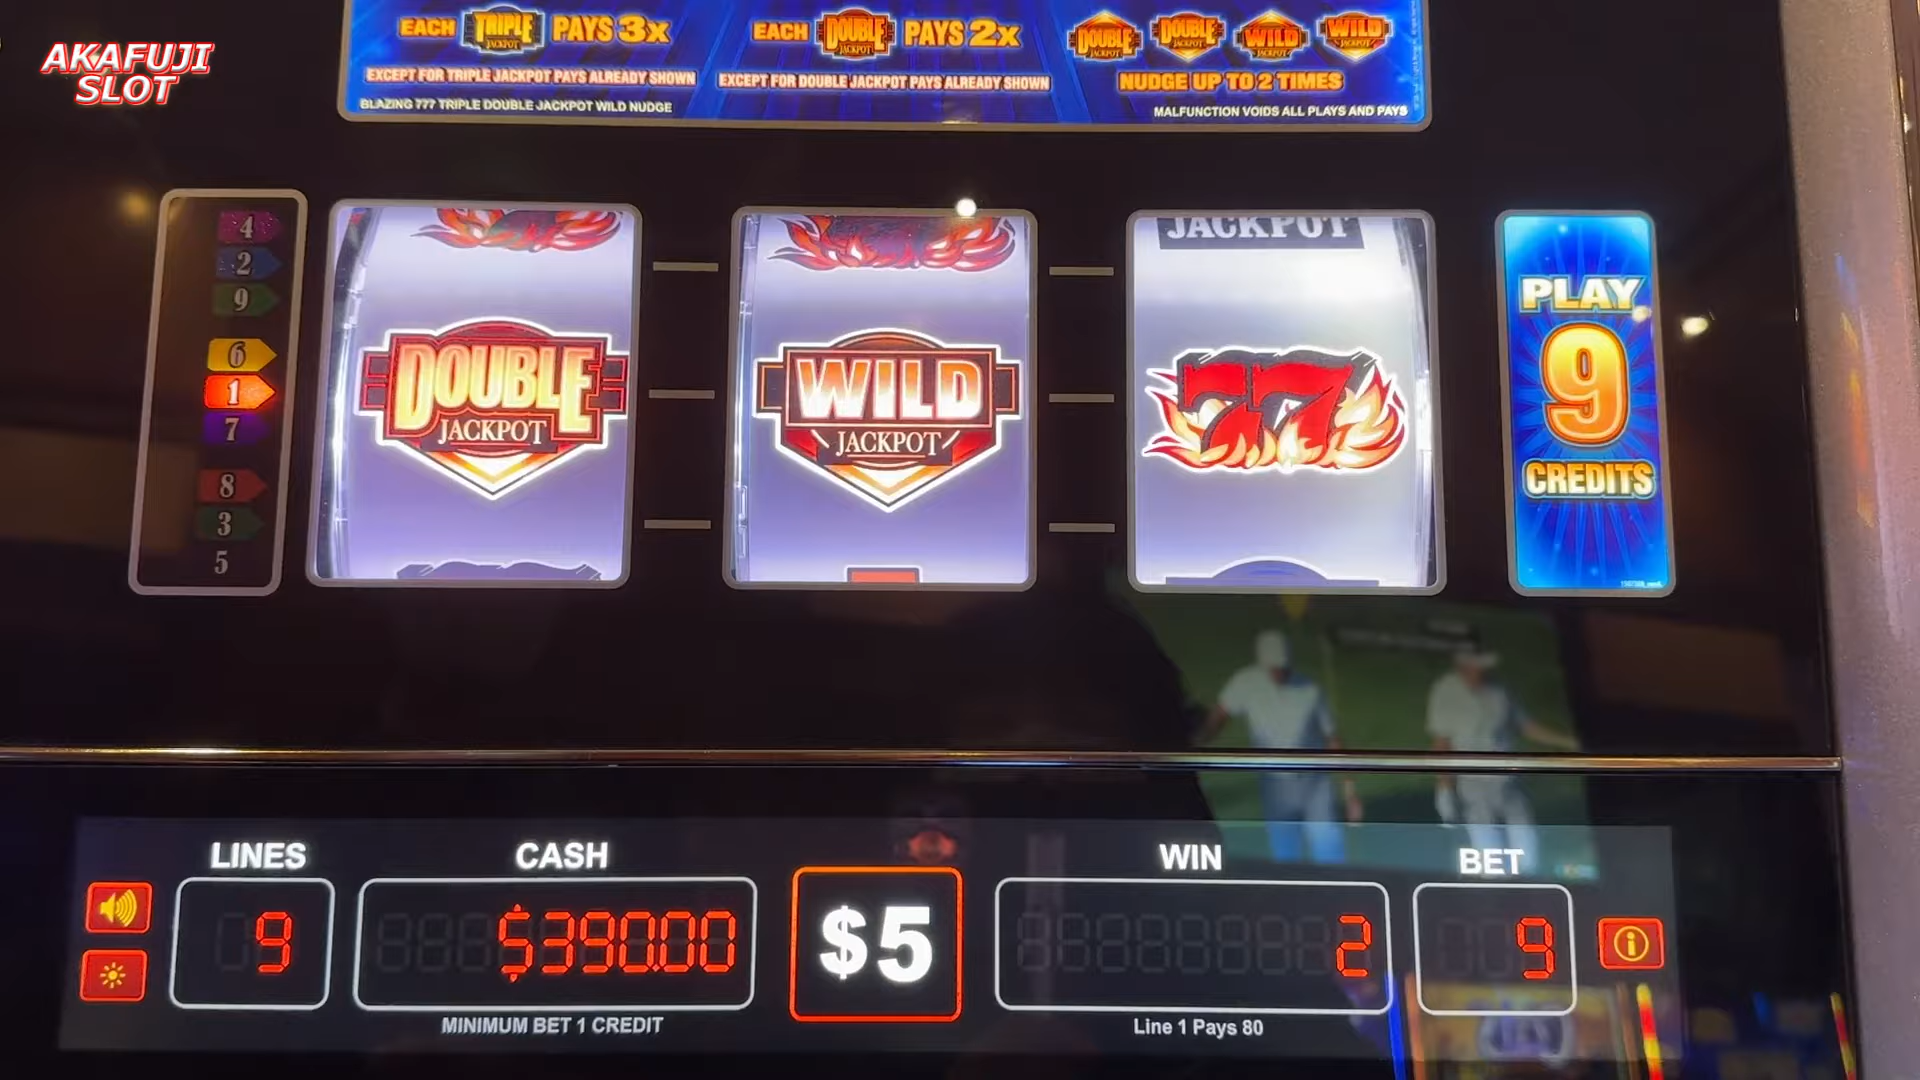 AKAFUJI
SLOT
EACH TRIPLE JACKPOT PAYS 3x
EXCEPT FOR TRIPLE JACKPOT PAYS ALREADY SHOWN
BLAZING 777 TRIPLE DOUBLE JACKPOT WILD NUDGE
EACH DOUBLE JACKPOT PAYS 2x
EXCEPT FOR DOUBLE JACKPOT PAYS ALREADY SHOWN
DOUBLE JACKPOT DOUBLE JACKPOT WILD JACKPOT WILD JACKPOT
NUDGE UP TO 2 TIMES
MALFUNCTION VOIDS ALL PLAYS AND PAYS
4
2
9
6
1
7
8
3
5
DOUBLE
JACKPOT
WILD
JACKPOT
JACKPOT
77
PLAY
9
CREDITS
LINES
9
CASH
$390.00
MINIMUM BET 1 CREDIT
$5
WIN
2
Line 1 Pays 80
BET
9